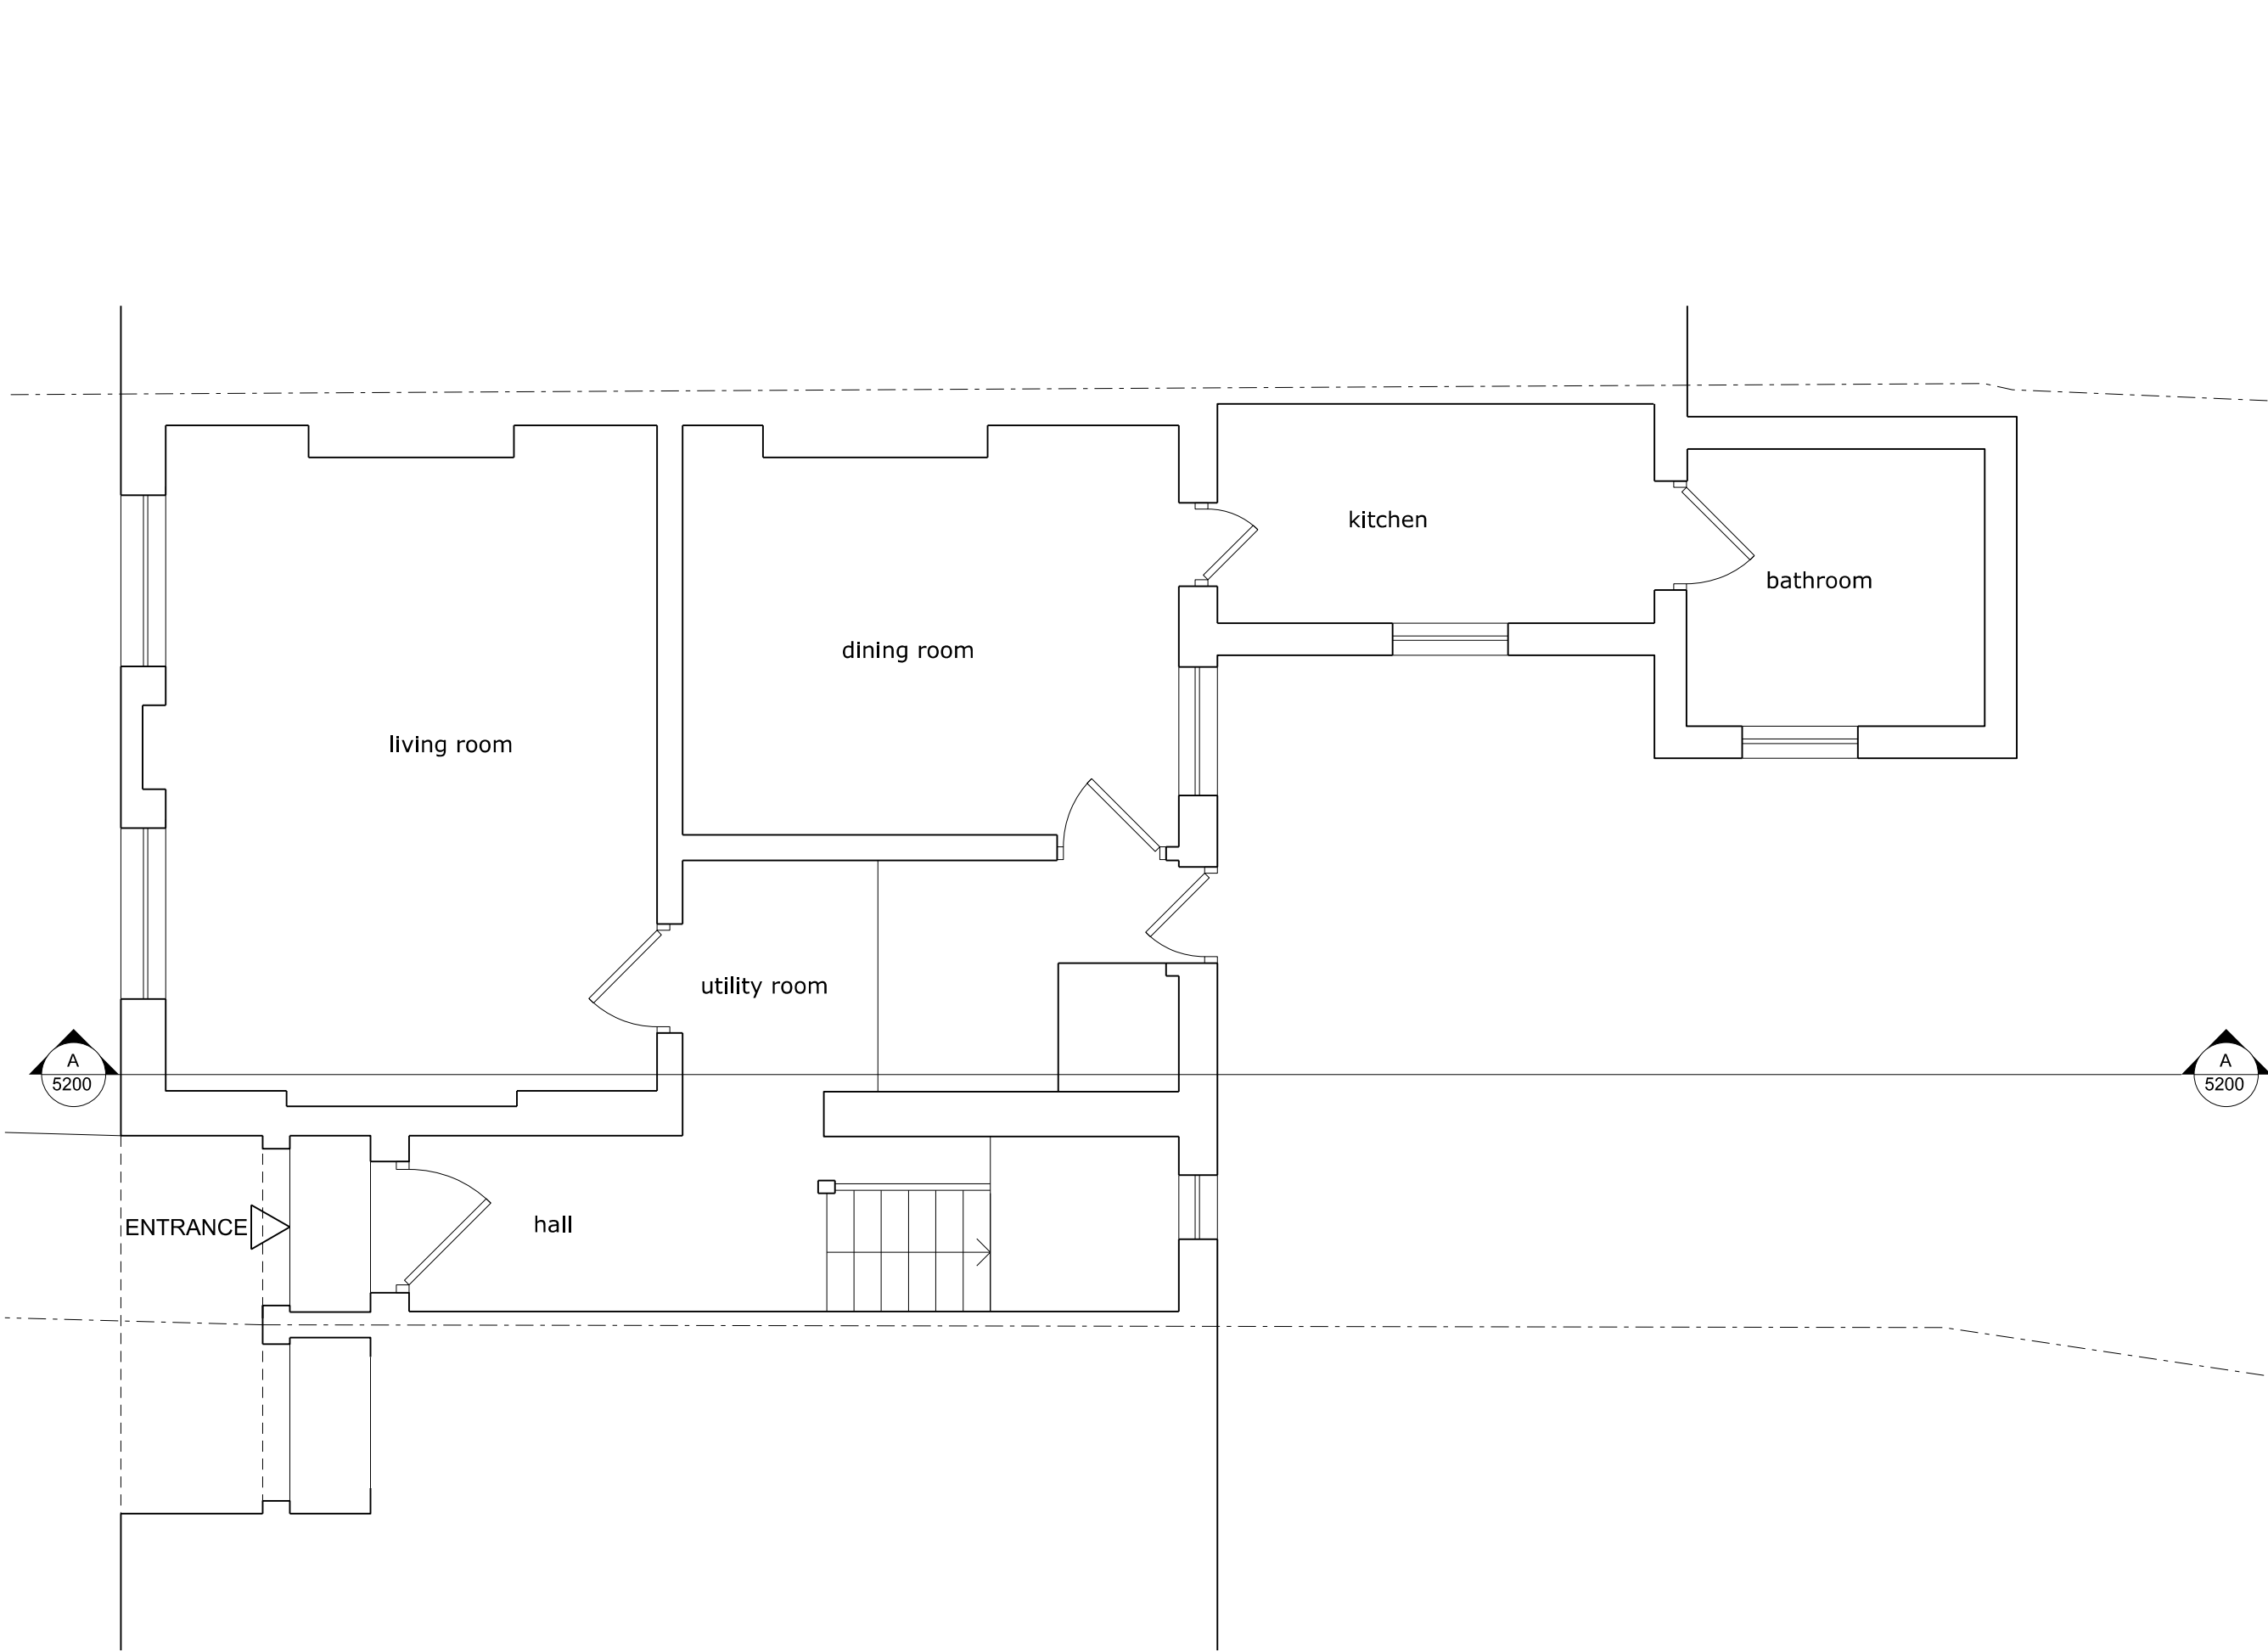 kitchen
bathroom
dining room
living room
utility room
A
5200
A
5200
ENTRANCE
hall